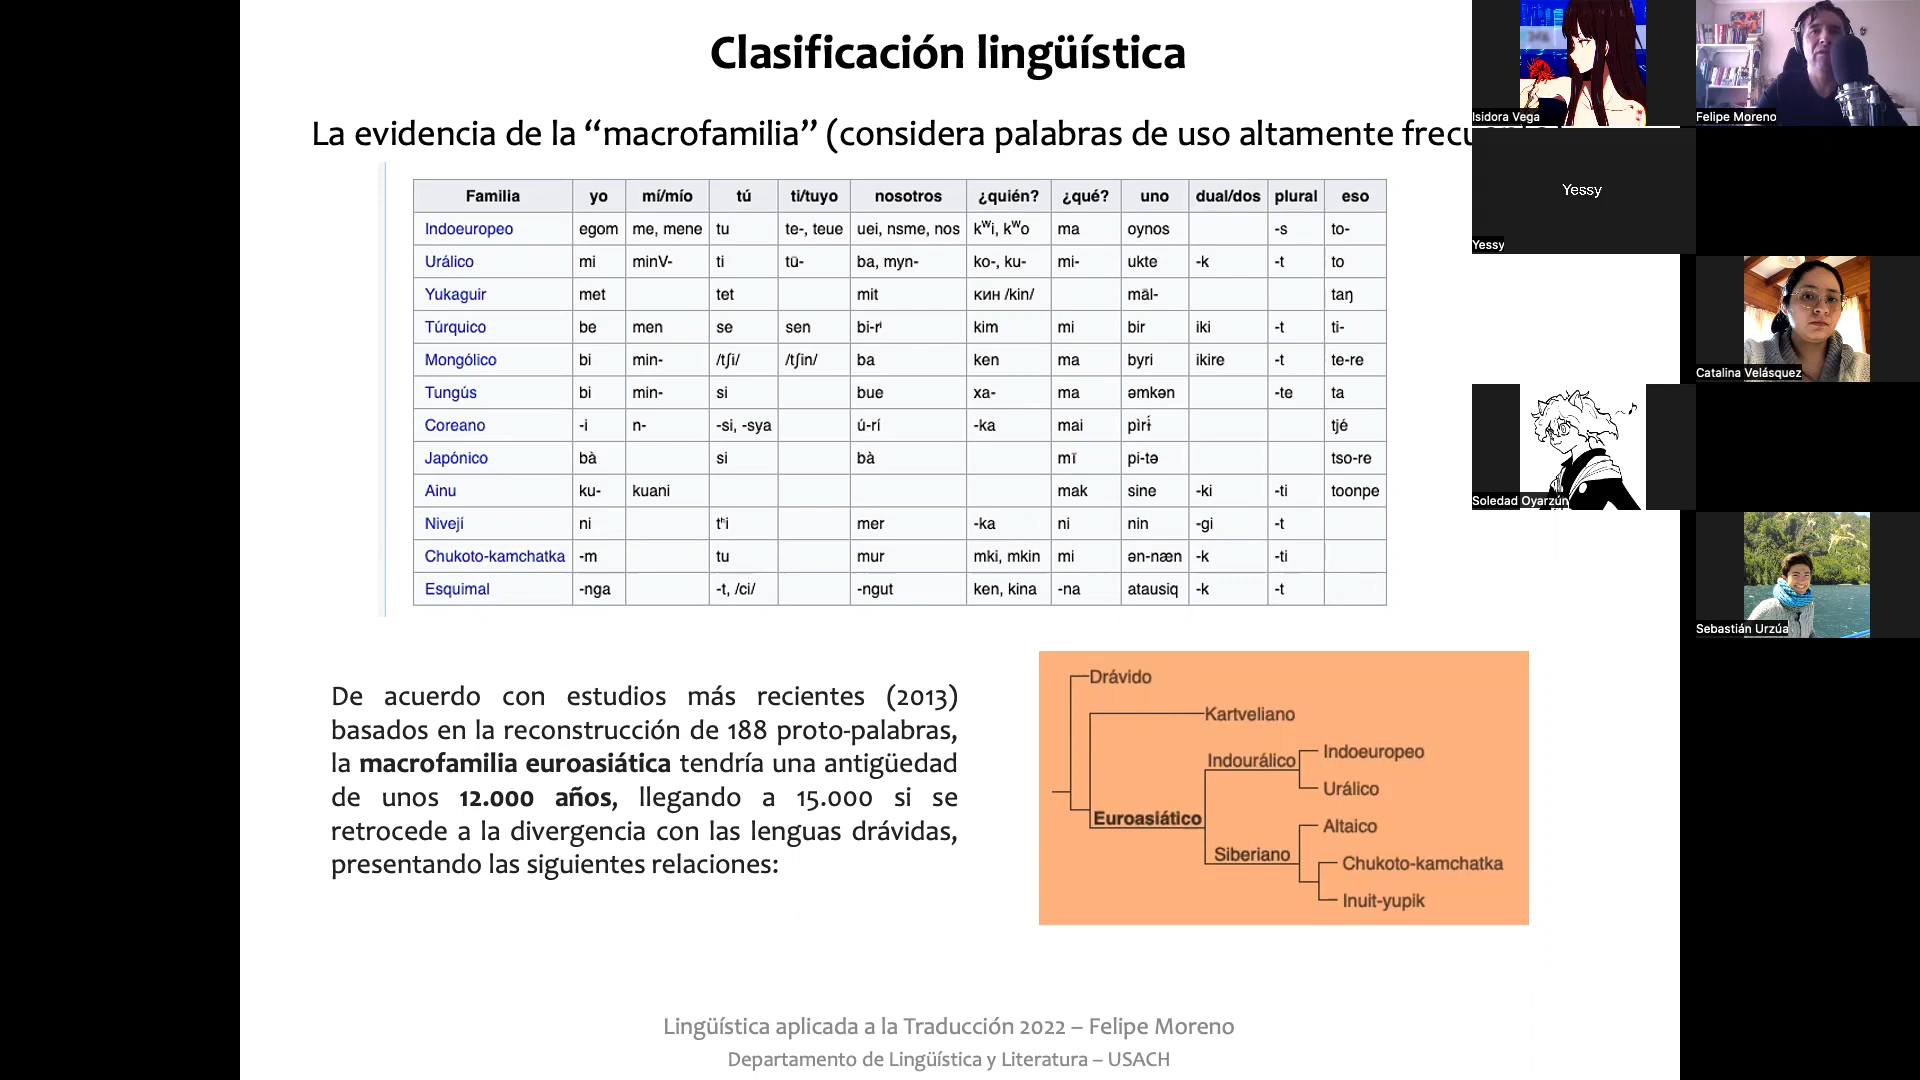 Clasificación lingüística
La evidencia de la “macrofamilia” (considera palabras de uso altamente
Familia yo mí/mío tú ti/tuyo nosotros ¿quién? ¿qué? uno dual/dos plural eso
Indoeuropeo egom me, mene tu te-, teue uei, nsme, nos kʷi, kʷo ma oynos -s to-
Urálico mi minV- ti tū- ba, myn- ko-, ku- mi- ukte -k -t to
Yukaguir met tet mit кин /kin/ māl- taŋ
Túrquico be men se sen kim mi bir iki -t ti-
Mongólico bi min- /tʃi/ /tʃin/ ba ken ma byri ikire -t te-re
Tungús bi min- si bue xa- ma əmkən -te ta
Coreano -i n- -si, -sya ú-rí -ka mai tjé
Japónico bà si bà mī pi-tə tso-re
Ainu ku- kuani mak sine -ki -ti toonpe
Nivejí ni tʰi mer -ka ni nin -gi -t
Chukoto-kamchatka -m tu mur mki, mkin mi ən-næn -k -ti
Esquimal -nga -t, /ci/ -ngut ken, kina -na atausiq -k -t
De acuerdo con estudios más recientes (2013)
basados en la reconstrucción de 188 proto-palabras,
la macrofamilia euroasiática tendría una antigüedad
de unos 12.000 años, llegando a 15.000 si se
retrocede a la divergencia con las lenguas drávidas,
presentando las siguientes relaciones:
Drávido
Kartveliano
Indoeuropeo
Indourálico
Urálico
Euroasiático
Altaico
Siberiano
Chukoto-kamchatka
Inuit-yupik
Lingüística aplicada a la Traducción 2022 – Felipe Moreno
Departamento de Lingüística y Literatura – USACH
Isidora Vega
Felipe Moreno
Yessy
Yessy
Catalina Velásquez
Soledad Oyarzún
Sebastián Urzúa